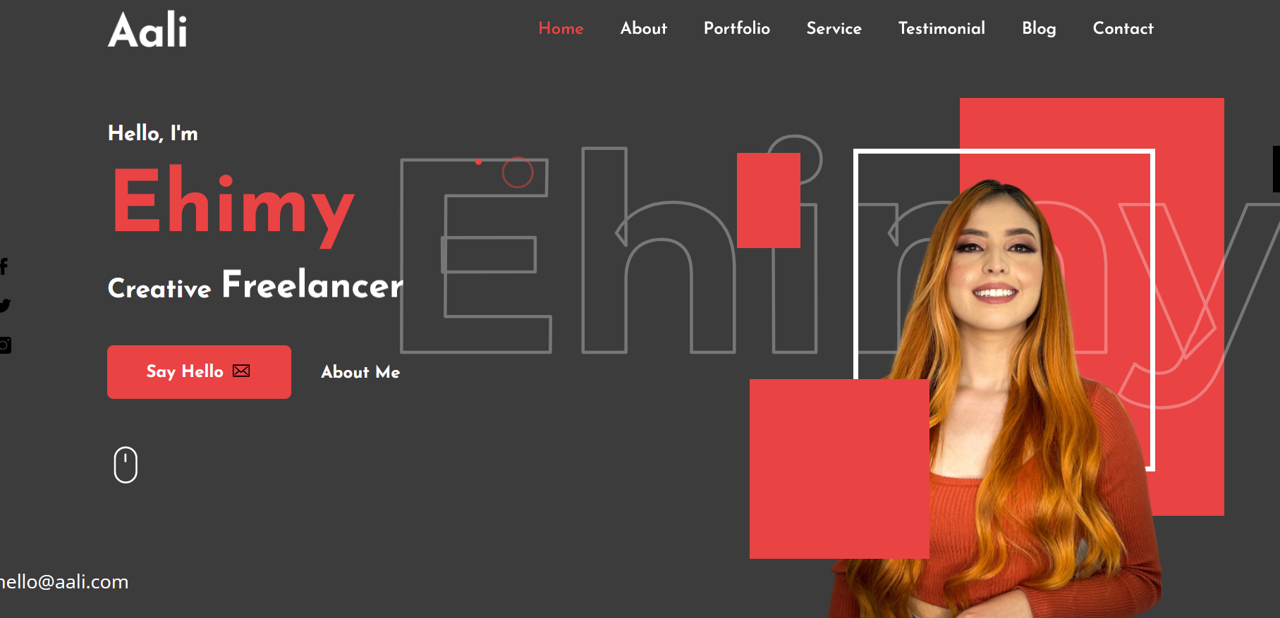 Aali
Home About Portfolio Service Testimonial Blog Contact
Hello, I'm
Ehimy
Ehimy
Creative Freelancer
Say Hello
About Me
hello@aali.com